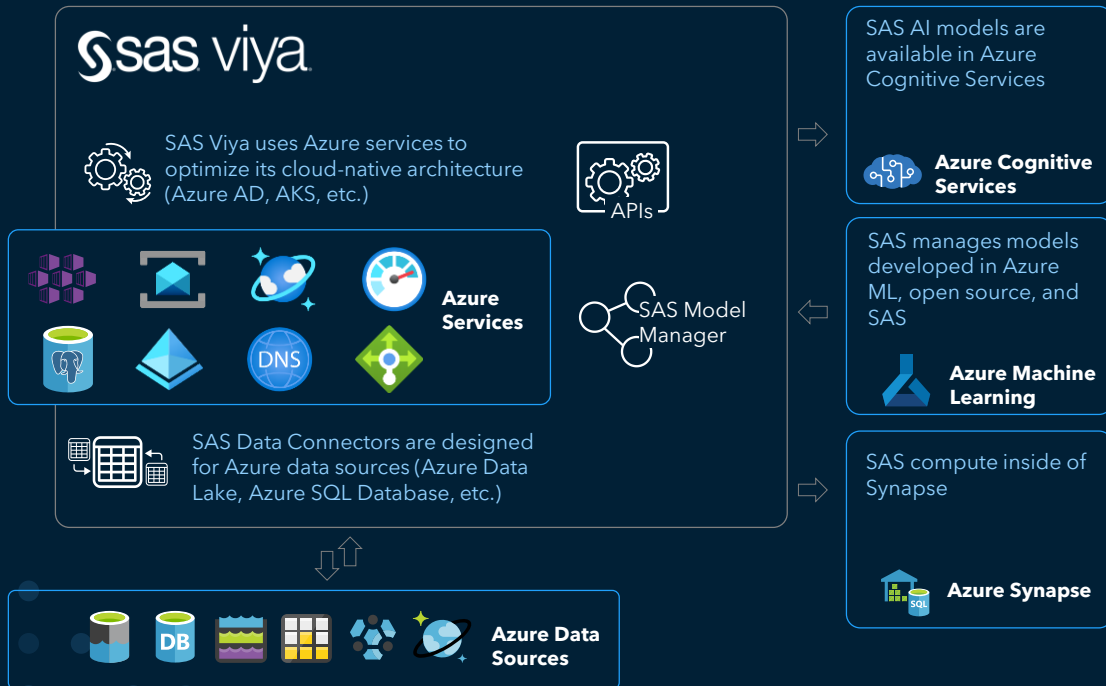 sas viya
SAS Viya uses Azure services to
optimize its cloud-native architecture
(Azure AD, AKS, etc.)
APIs
Azure
Services
DNS
SAS Model
Manager
SAS Data Connectors are designed
for Azure data sources (Azure Data
Lake, Azure SQL Database, etc.)
DB
Azure Data
Sources
SAS AI models are
available in Azure
Cognitive Services
Azure Cognitive
Services
SAS manages models
developed in Azure
ML, open source, and
SAS
Azure Machine
Learning
SAS compute inside of
Synapse
SQL
Azure Synapse